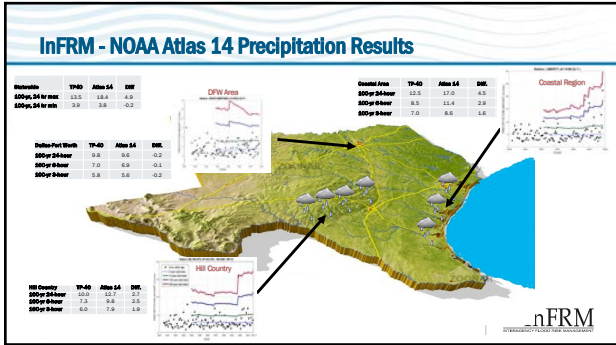 InFRM - NOAA Atlas 14 Precipitation Results
Statewide TP-40 Atlas 14 Diff
100-yr, 24 hr max 13.5 18.4 4.9
100-yr, 24 hr min 3.9 3.8 -0.2
DFW Area
Coastal Area TP-40 Atlas 14 Diff.
100-yr 24-hour 12.5 17.0 4.5
100-yr 6-hour 8.5 11.4 2.9
100-yr 3-hour 7.0 8.6 1.6
Coastal Region
Dallas-Fort Worth TP-40 Atlas 14 Diff.
100-yr 24-hour 9.8 9.6 -0.2
100-yr 6-hour 7.0 6.9 -0.1
100-yr 3-hour 5.8 5.6 -0.2
Hill Country TP-40 Atlas 14 Diff.
100-yr 24-hour 10.0 12.7 2.7
100-yr 6-hour 7.3 9.8 2.5
100-yr 3-hour 6.0 7.9 1.9
Hill Country
InFRM
INTERAGENCY FLOOD RISK MANAGEMENT